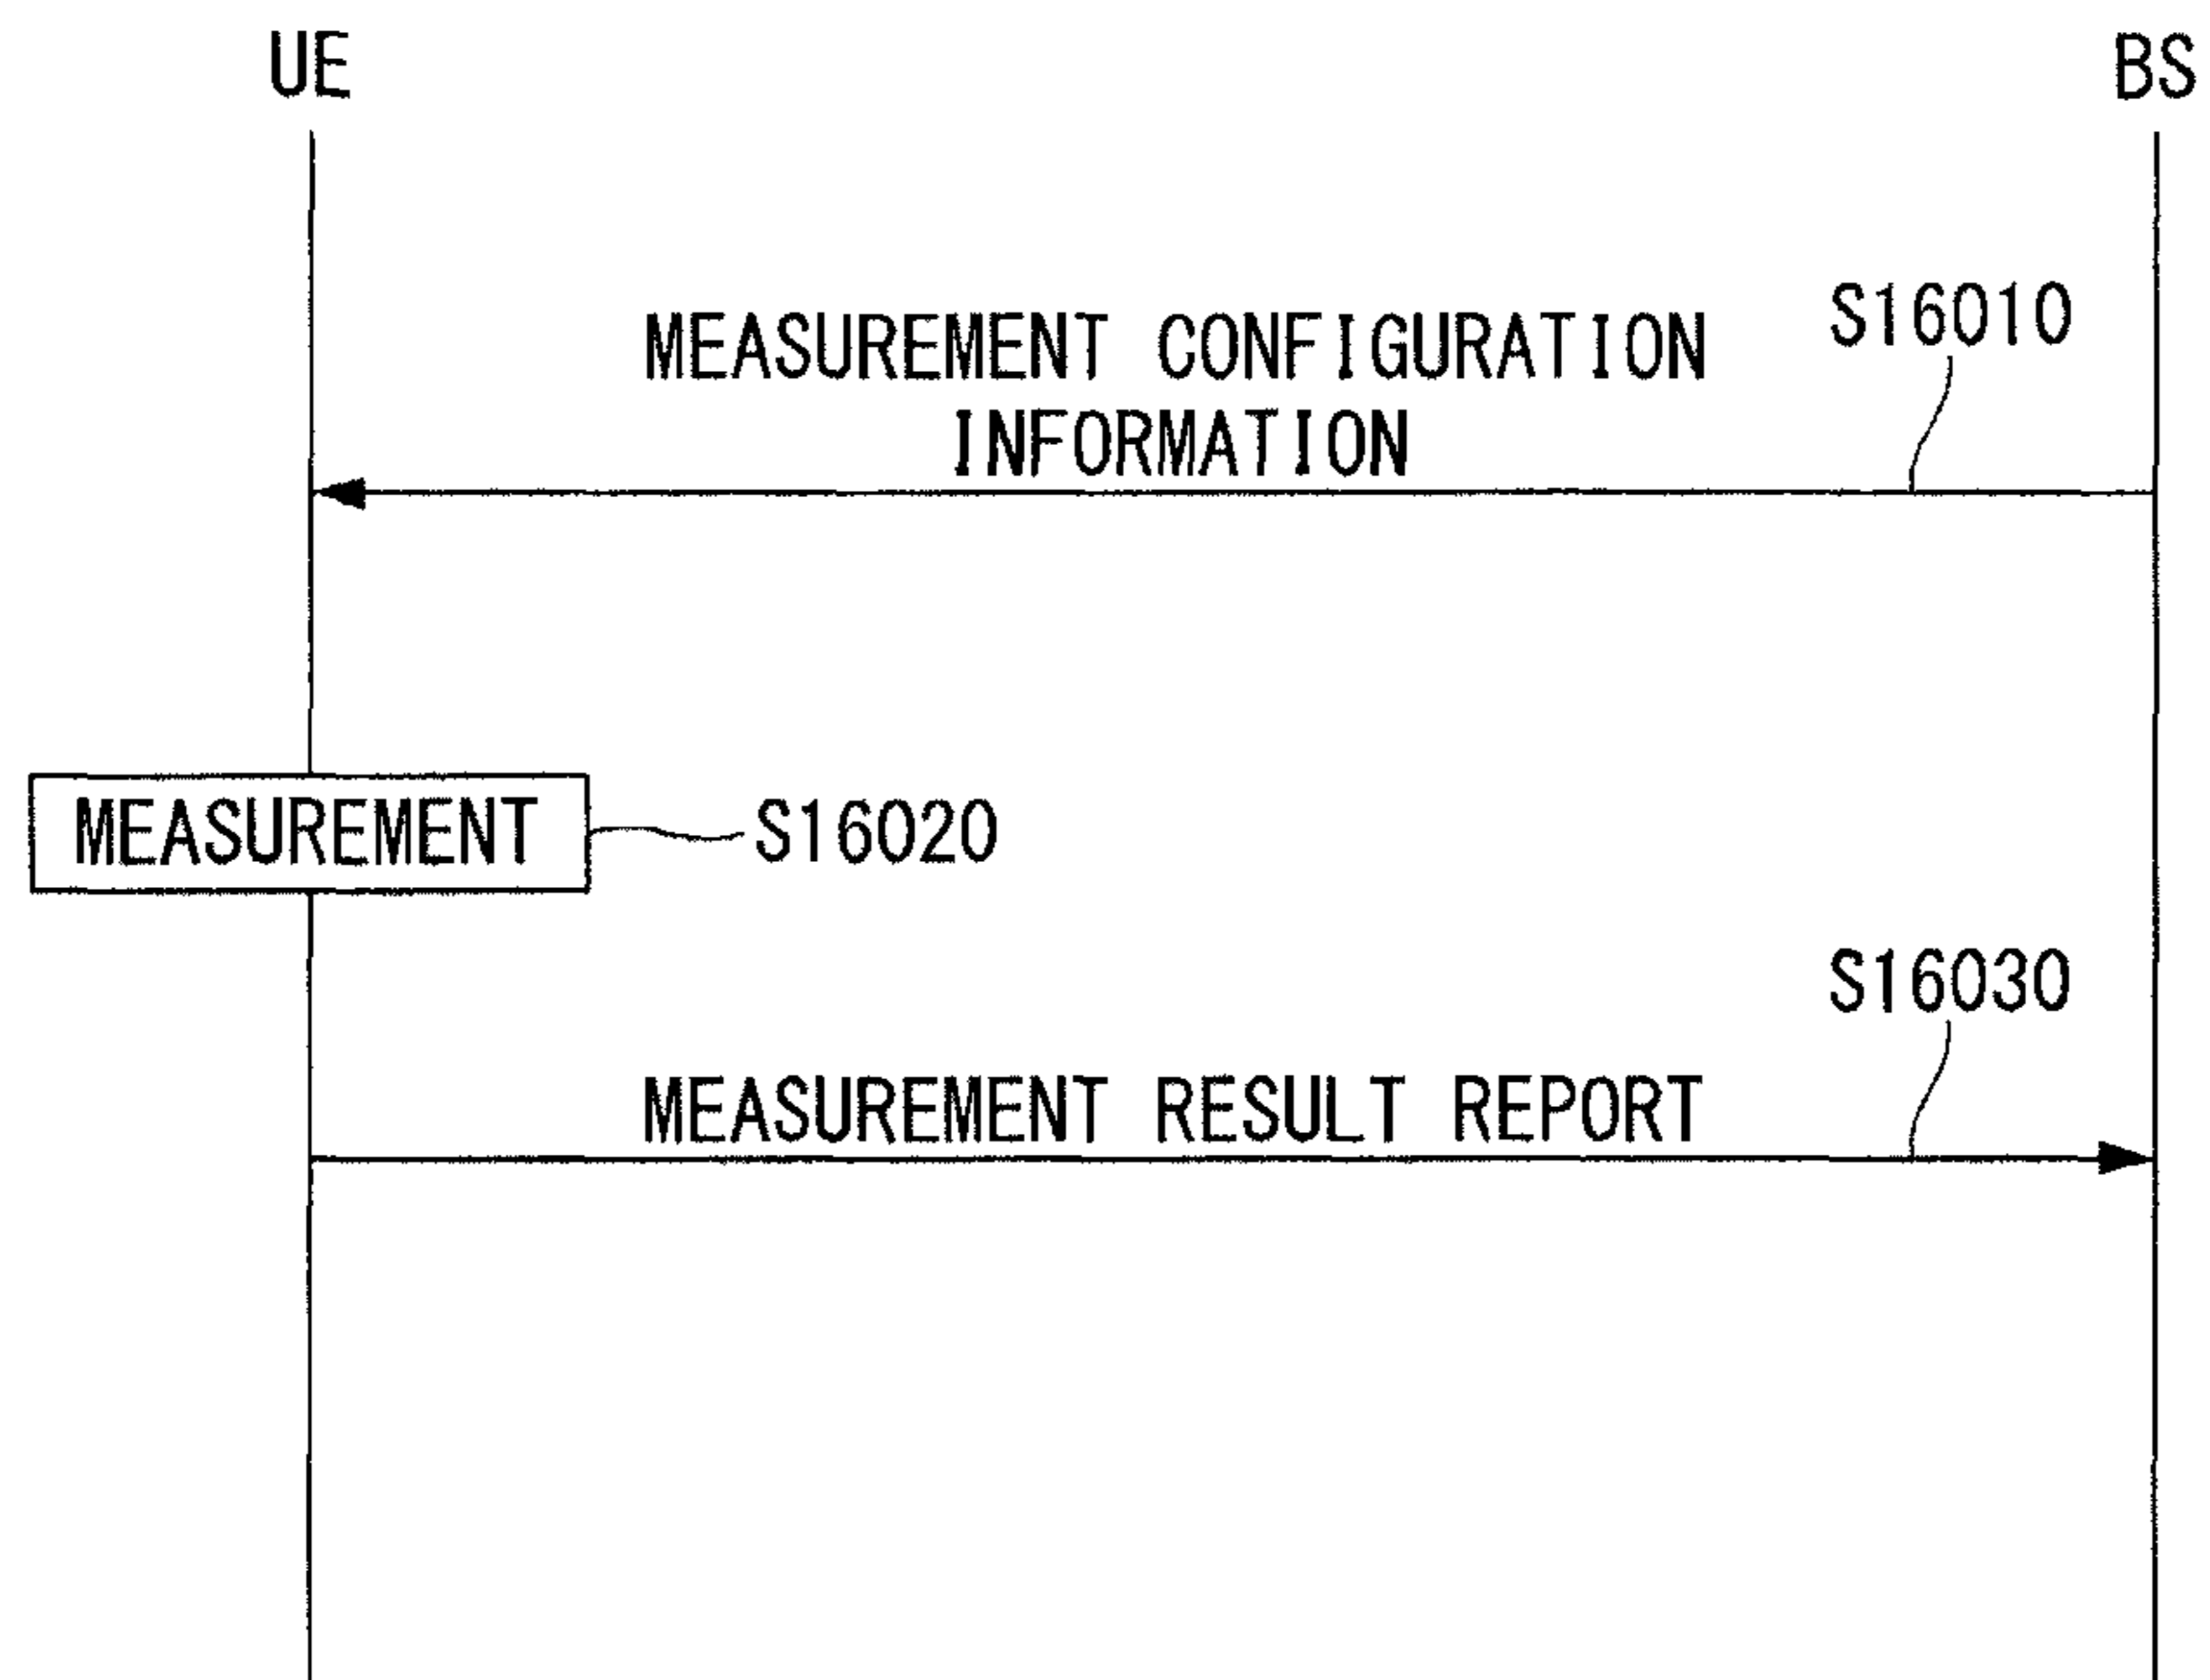 UE
BS
S16010
MEASUREMENT CONFIGURATION
INFORMATION
MEASUREMENT
S16020
S16030
MEASUREMENT RESULT REPORT